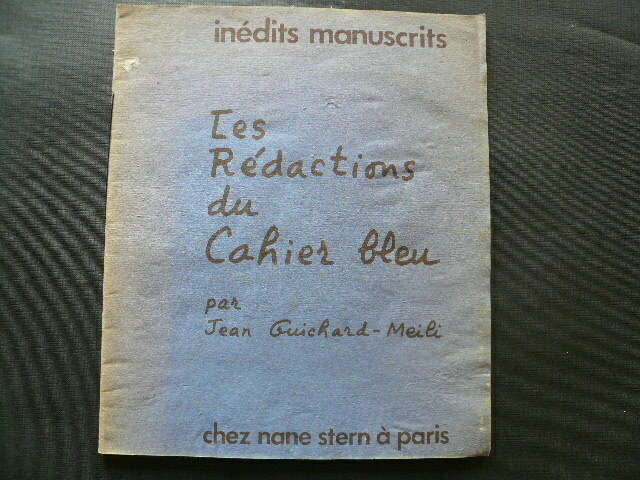 inédits manuscrits
Les
Rédactions
du
Cahier bleu
par
Jean Guichard-Meili
chez nane stern à paris